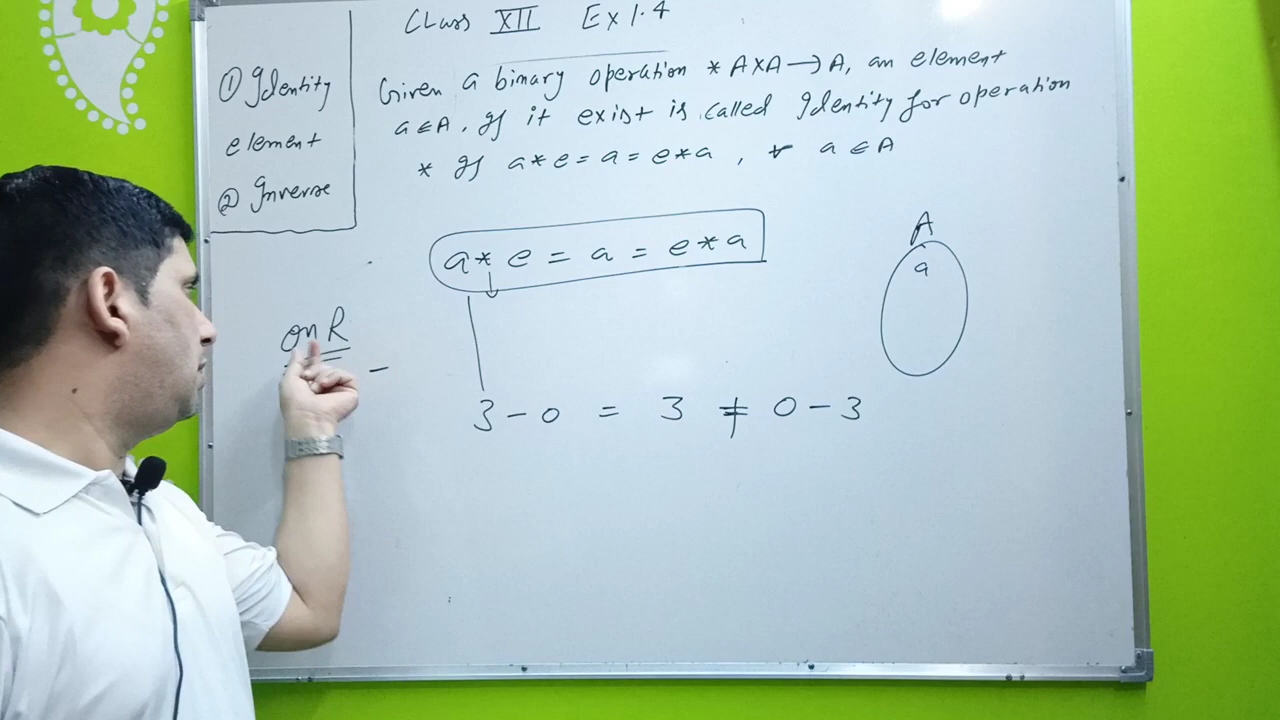 Class XII Ex 1.4
① Identity
element
② Inverse
Given a binary operation * A×A→A, an element
a∈A, If it exist is called Identity for operation
* If a*e=a=e*a, ∀ a∈A
a * e = a = e * a
A
a
on R
−
3 − 0 = 3 ≠ 0 − 3